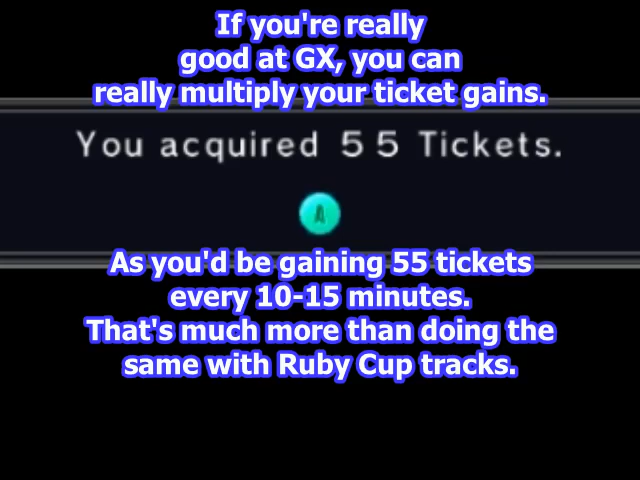 If you're really
good at GX, you can
really multiply your ticket gains.
You acquired 55 Tickets.
A
As you'd be gaining 55 tickets
every 10-15 minutes.
That's much more than doing the
same with Ruby Cup tracks.